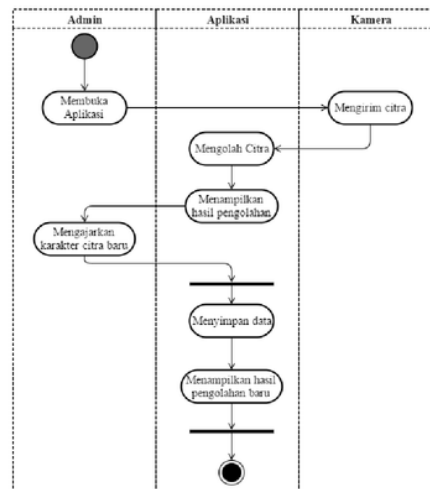 Admin
Aplikasi
Kamera
Membuka
Aplikasi
Mengirim citra
Mengolah Citra
Menampilkan
hasil pengolahan
Mengajarkan
karakter citra baru
Menyimpan data
Menampilkan hasil
pengolahan baru